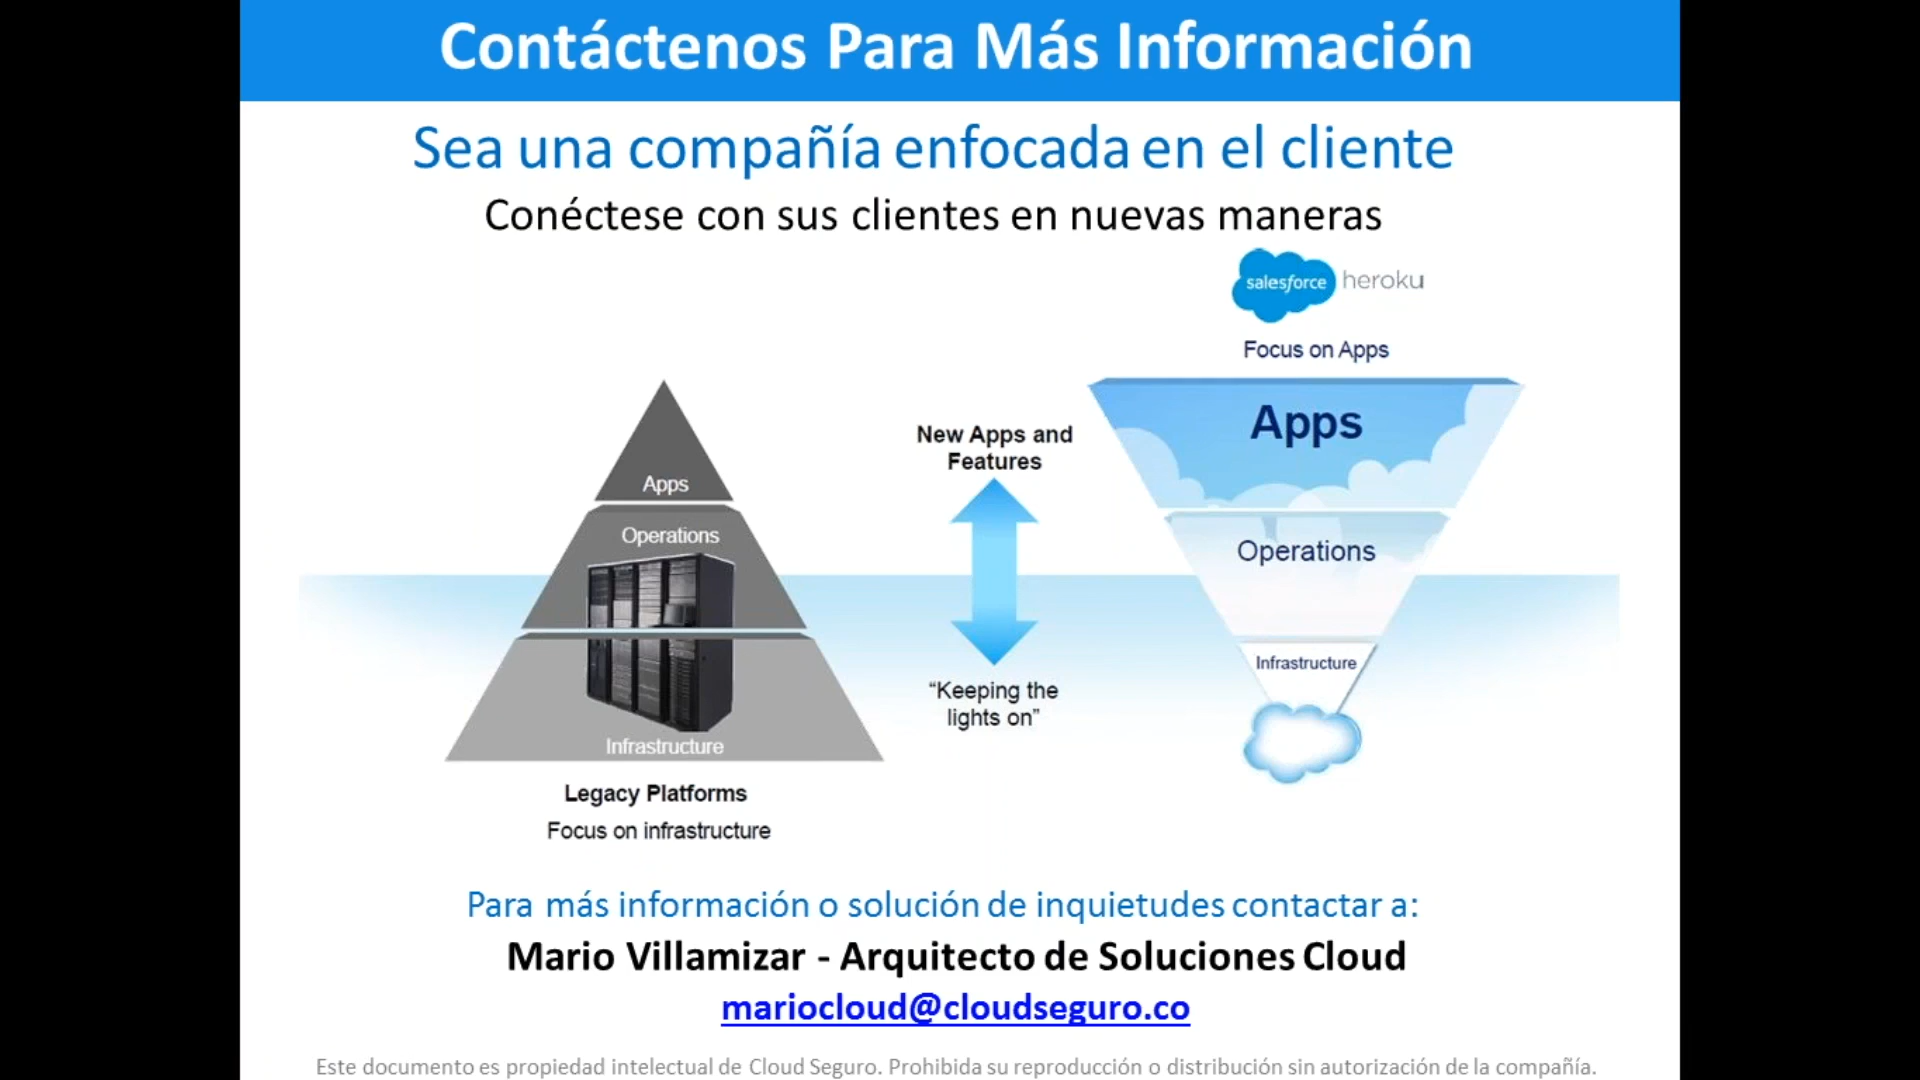 Contáctenos Para Más Información
Sea una compañía enfocada en el cliente
Conéctese con sus clientes en nuevas maneras
salesforce heroku
Focus on Apps
Apps
Operations
Infrastructure
Legacy Platforms
Focus on infrastructure
New Apps and
Features
“Keeping the
lights on”
Apps
Operations
Infrastructure
Para más información o solución de inquietudes contactar a:
Mario Villamizar - Arquitecto de Soluciones Cloud
mariocloud@cloudseguro.co
Este documento es propiedad intelectual de Cloud Seguro. Prohibida su reproducción o distribución sin autorización de la compañía.